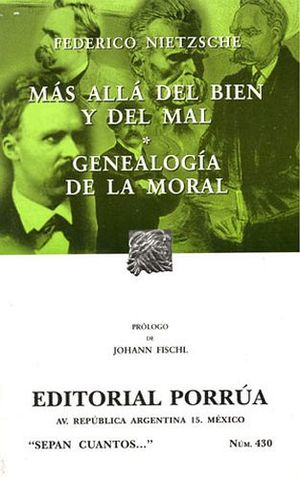 FEDERICO NIETZSCHE
MÁS ALLÁ DEL BIEN
Y DEL MAL
*
GENEALOGÍA
DE LA MORAL
PRÓLOGO
DE
JOHANN FISCHL
EDITORIAL PORRÚA
AV. REPÚBLICA ARGENTINA 15. MÉXICO
"SEPAN CUANTOS..." NÚM. 430